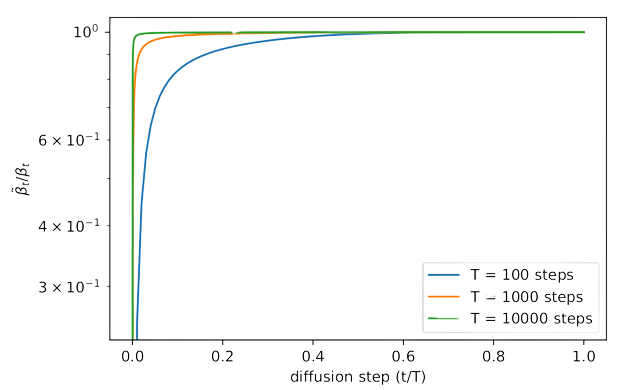 10⁰
6 × 10⁻¹
4 × 10⁻¹
3 × 10⁻¹
β̃ₜ/βₜ
T = 100 steps
T = 1000 steps
T = 10000 steps
0.0 0.2 0.4 0.6 0.8 1.0
diffusion step (t/T)